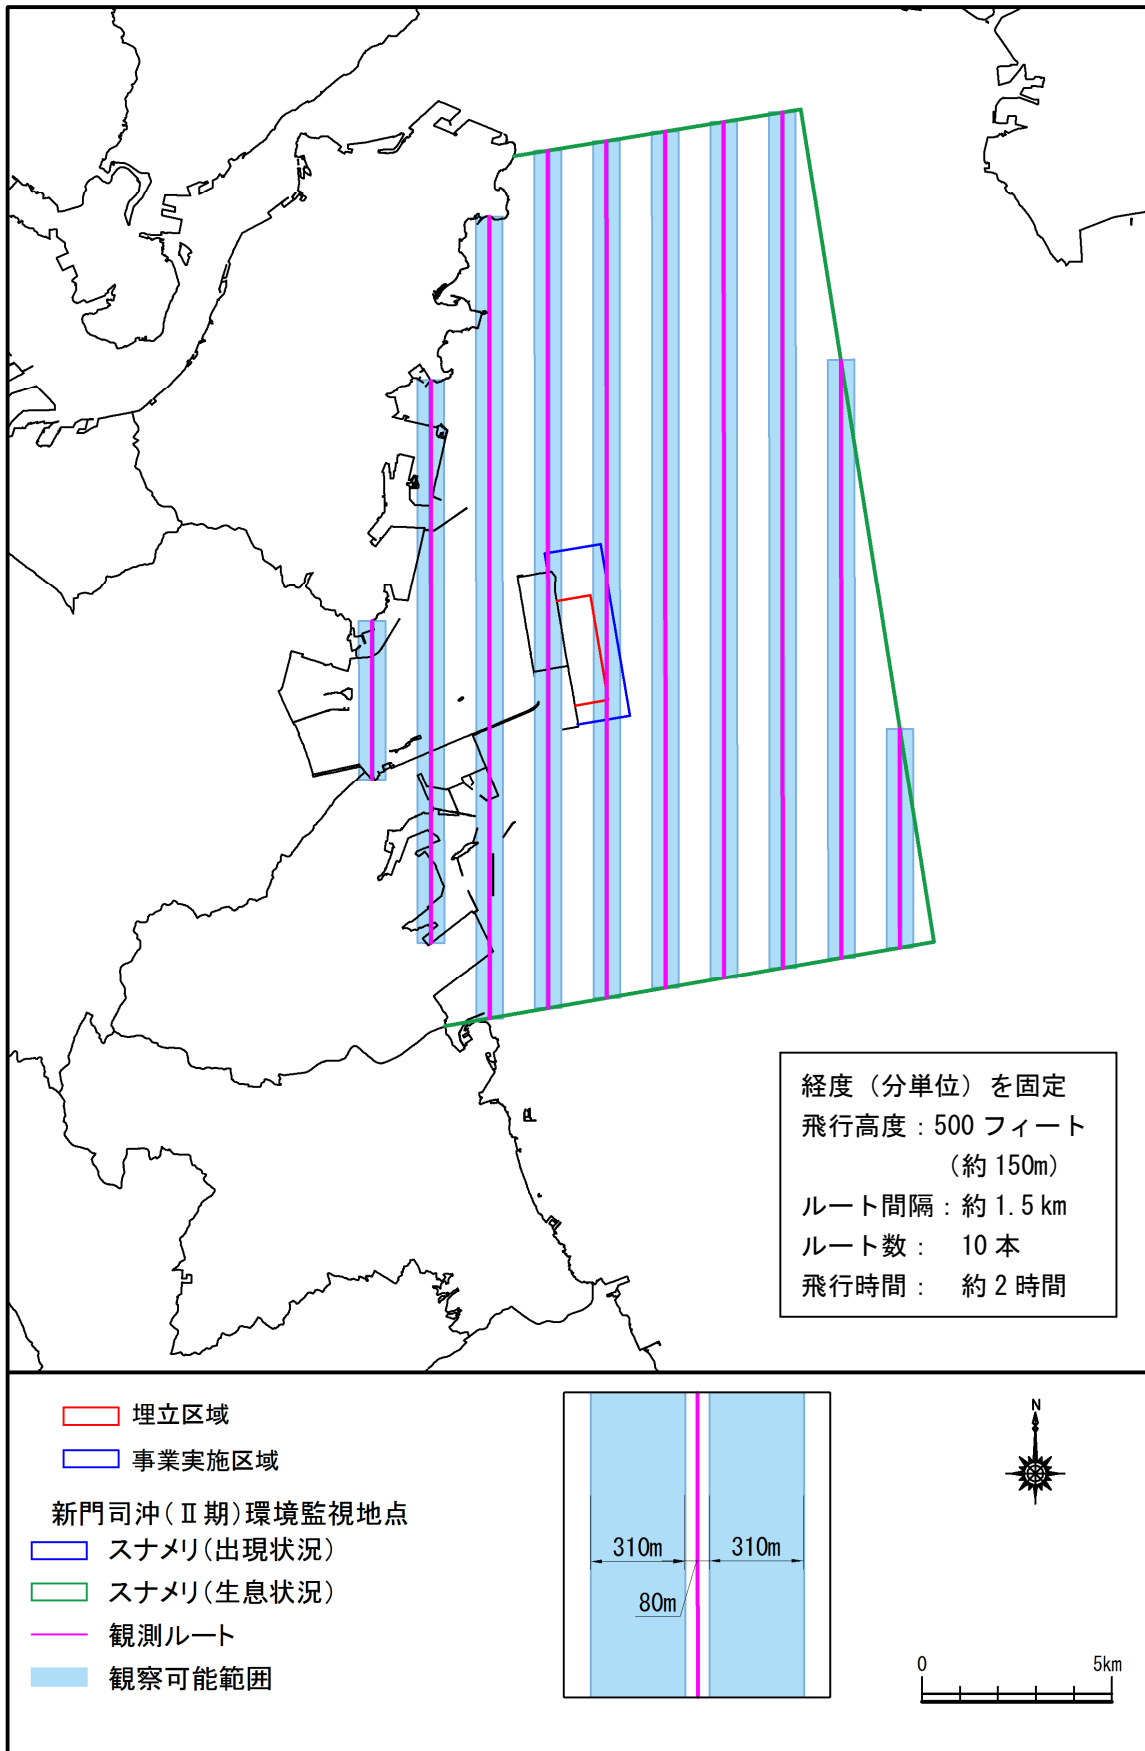 経度（分単位）を固定
飛行高度：500 フィート
（約 150m）
ルート間隔：約 1.5 km
ルート数：　10 本
飛行時間：　約 2 時間
埋立区域
事業実施区域
新門司沖（Ⅱ期）環境監視地点
スナメリ（出現状況）
スナメリ（生息状況）
観測ルート
観察可能範囲
310m 310m
80m
N
0 5km